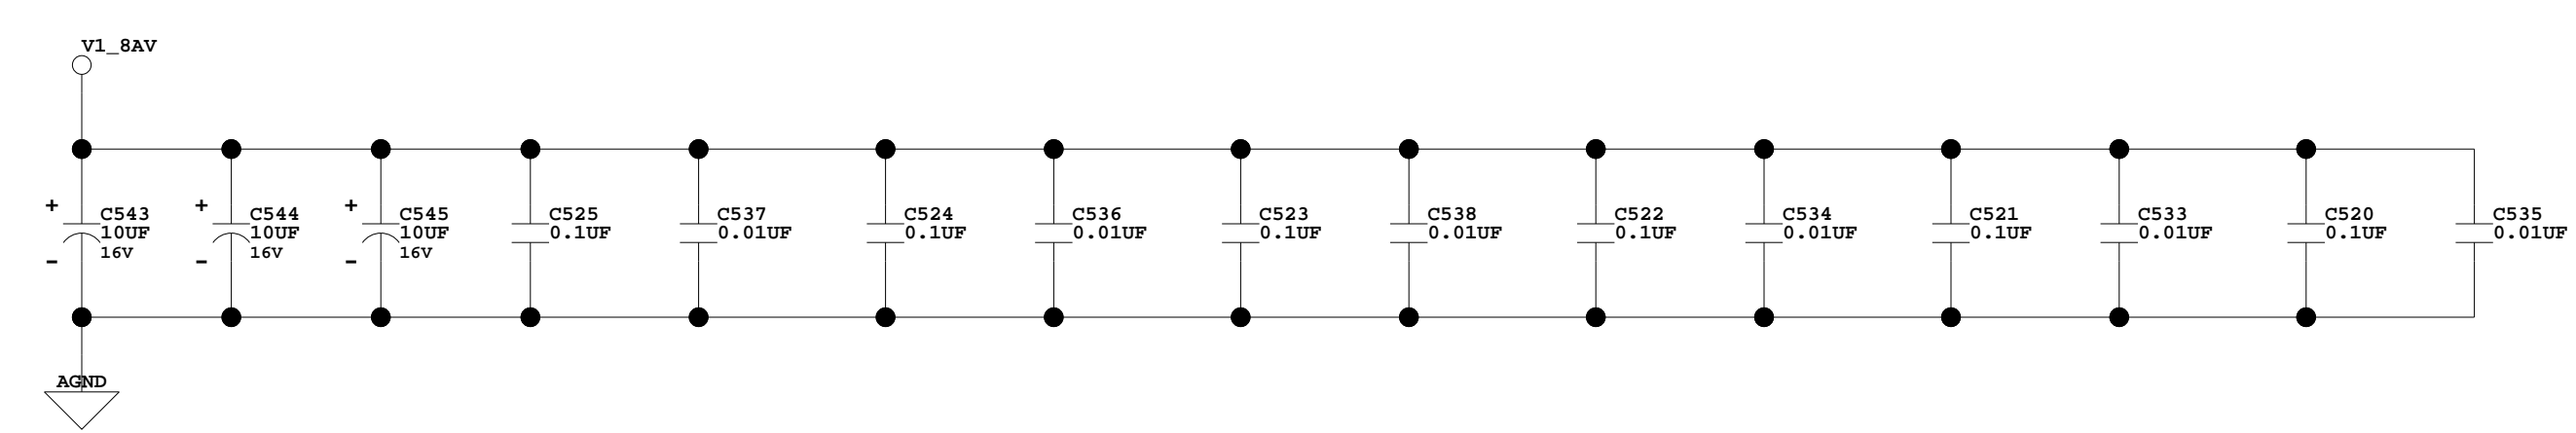 V1_8AV
+ C543
10UF
16V
-
+ C544
10UF
16V
-
+ C545
10UF
16V
-
C525
0.1UF
C537
0.01UF
C524
0.1UF
C536
0.01UF
C523
0.1UF
C538
0.01UF
C522
0.1UF
C534
0.01UF
C521
0.1UF
C533
0.01UF
C520
0.1UF
C535
0.01UF
AGND